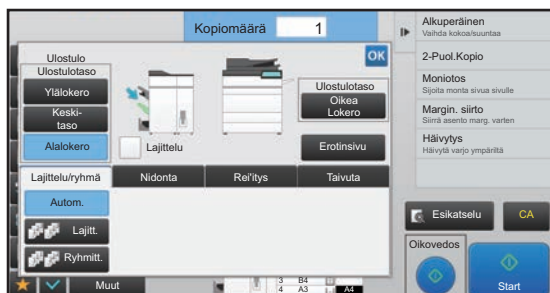 Kopiomäärä 1
OK
Ulostulo
Ulostulotaso
Ylälokero
Keski-
taso
Alalokero
Lajittelu
Ulostulotaso
Oikea
Lokero
Erotinsivu
Lajittelu/ryhmä
Nidonta
Rei'itys
Taivuta
Autom.
Lajitt.
Ryhmitt.
Muut
3 B4
4 A3
A4
Alkuperäinen
Vaihda kokoa/suuntaa
2-Puol.Kopio
Moniotos
Sijoita monta sivua sivulle
Margin. siirto
Siirrä asento marg. varten
Häivytys
Häivytä varjo ympäriltä
Esikatselu
CA
Oikovedos
Start